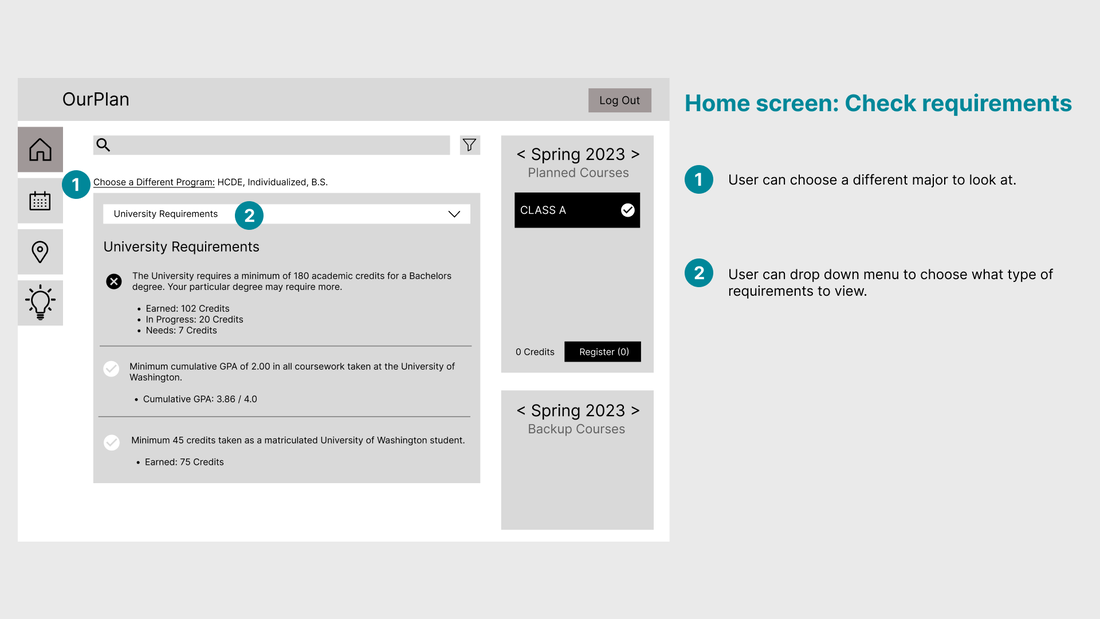 OurPlan
Log Out
Home screen: Check requirements
1
Choose a Different Program: HCDE, Individualized, B.S.
University Requirements
2
University Requirements
The University requires a minimum of 180 academic credits for a Bachelors
degree. Your particular degree may require more.
• Earned: 102 Credits
• In Progress: 20 Credits
• Needs: 7 Credits
Minimum cumulative GPA of 2.00 in all coursework taken at the University of
Washington.
• Cumulative GPA: 3.86 / 4.0
Minimum 45 credits taken as a matriculated University of Washington student.
• Earned: 75 Credits
< Spring 2023 >
Planned Courses
CLASS A
0 Credits
Register (0)
< Spring 2023 >
Backup Courses
1
User can choose a different major to look at.
2
User can drop down menu to choose what type of
requirements to view.